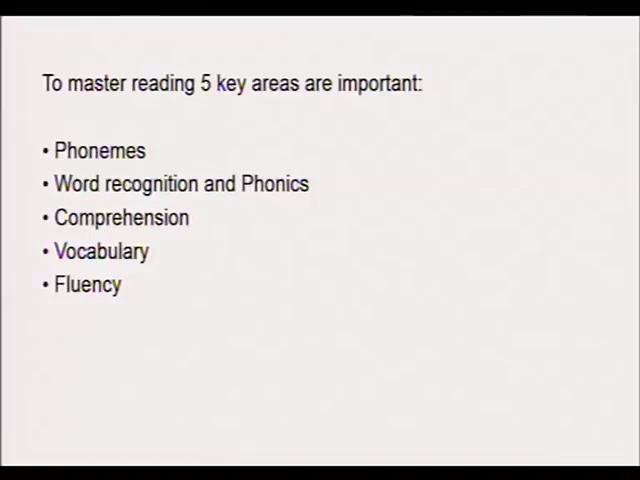 To master reading 5 key areas are important:
• Phonemes
• Word recognition and Phonics
• Comprehension
• Vocabulary
• Fluency